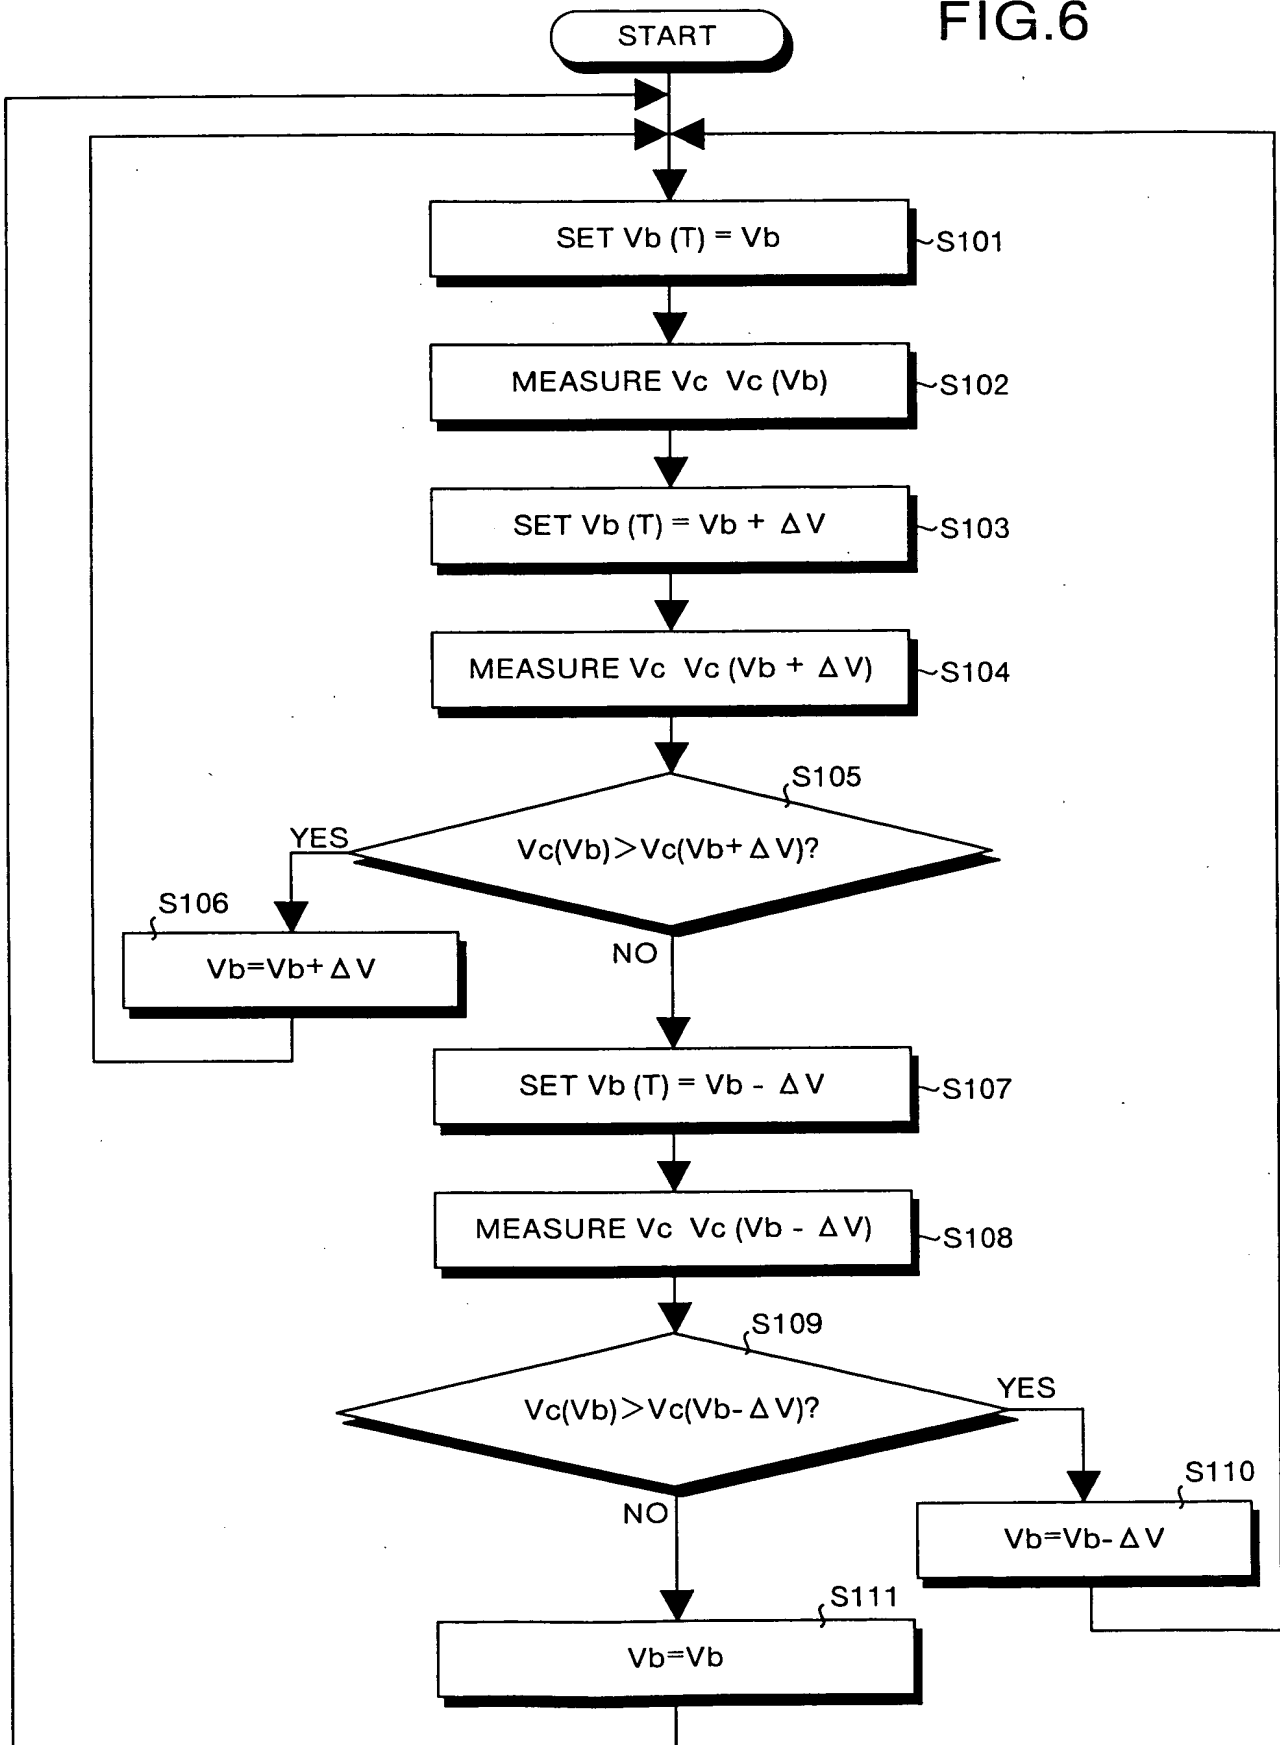 FIG.6
START
SET Vb (T) = Vb
S101
MEASURE Vc Vc (Vb)
S102
SET Vb (T) = Vb + ΔV
S103
MEASURE Vc Vc (Vb + ΔV)
S104
S105
Vc(Vb)>Vc(Vb+ΔV)?
YES
S106
NO
Vb=Vb+ΔV
SET Vb (T) = Vb - ΔV
S107
MEASURE Vc Vc (Vb - ΔV)
S108
S109
Vc(Vb)>Vc(Vb-ΔV)?
YES
S110
NO
Vb=Vb-ΔV
S111
Vb=Vb